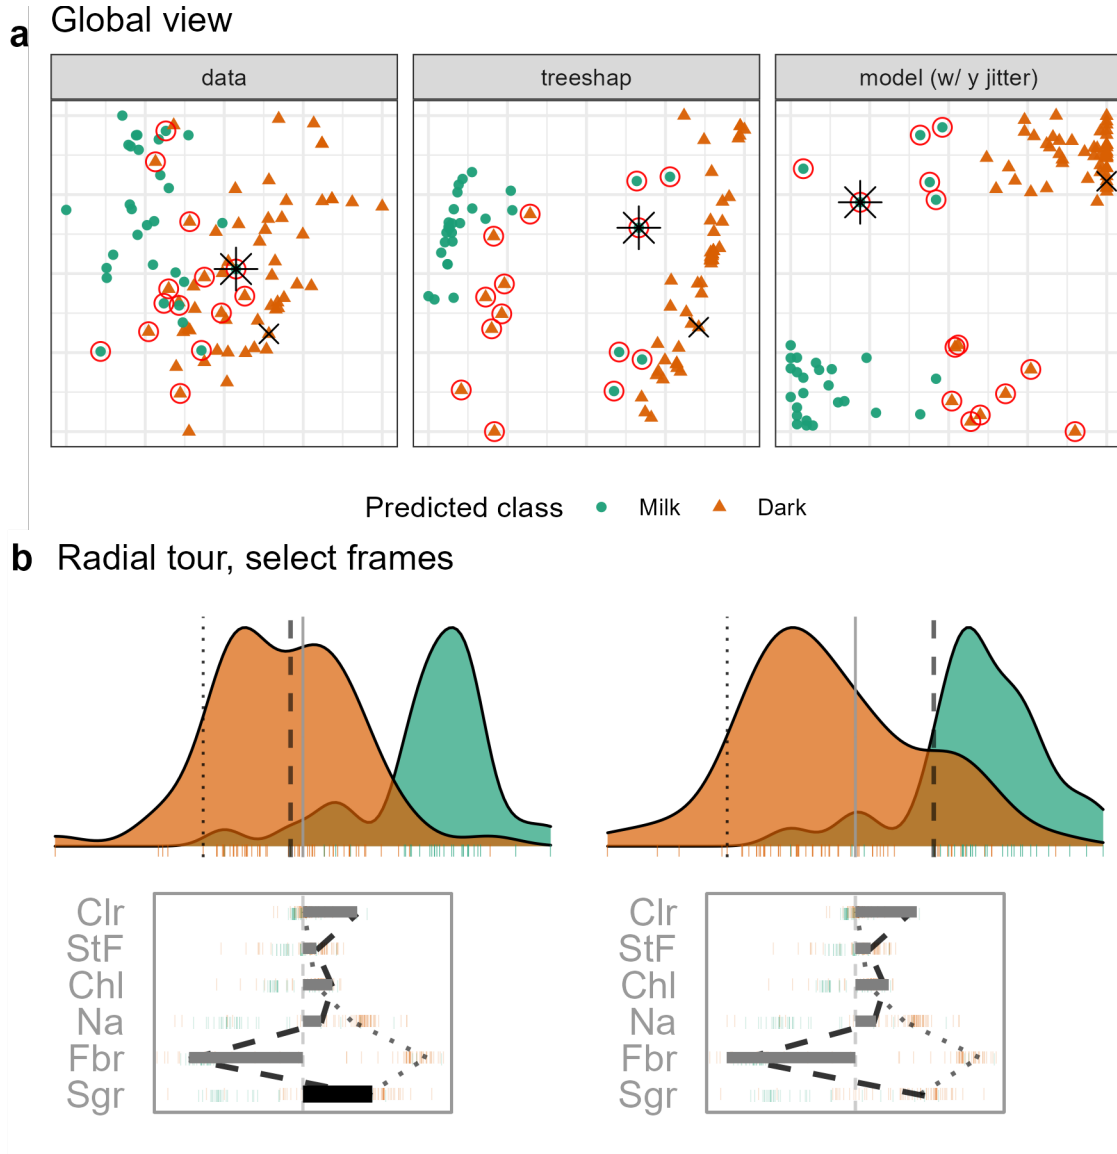 a Global view
data treeshap model (w/ y jitter)
Predicted class Milk Dark
b Radial tour, select frames
Clr Clr
StF StF
Chl Chl
Na Na
Fbr Fbr
Sgr Sgr